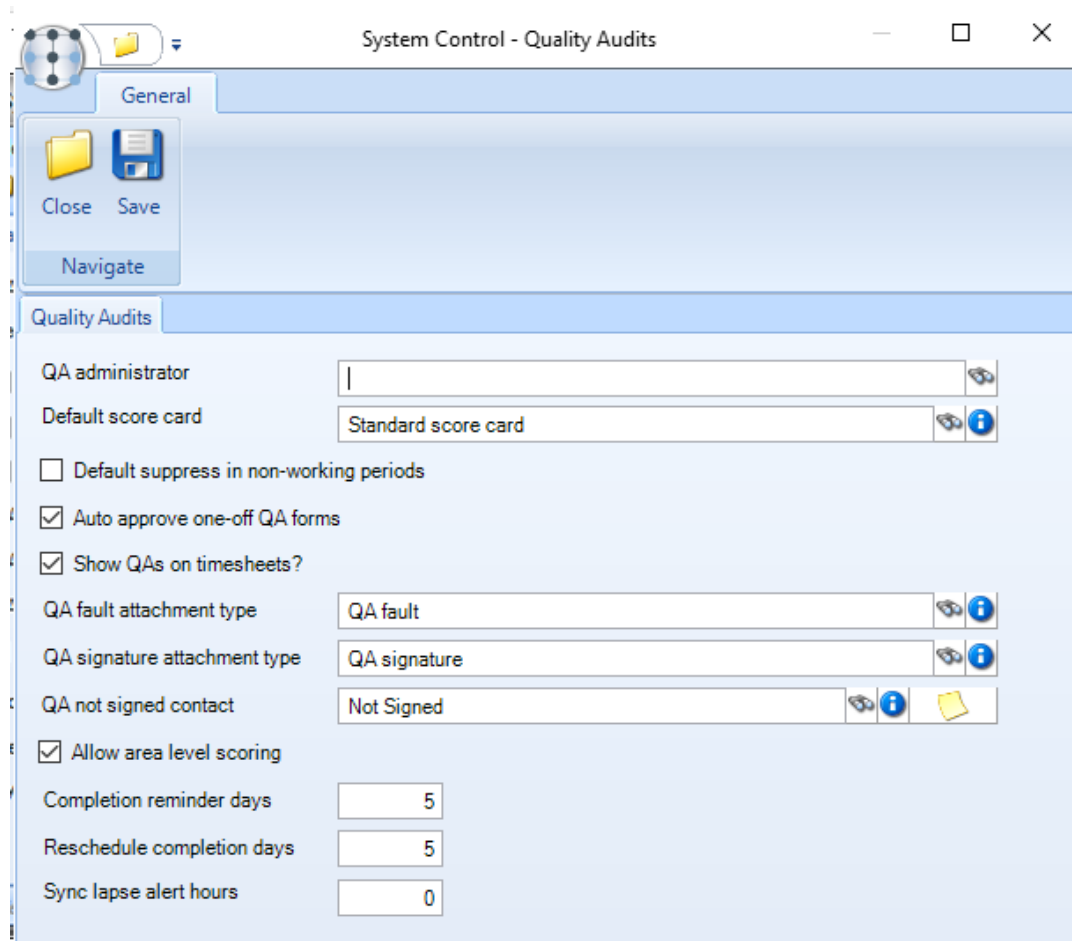 System Control - Quality Audits
General
Close Save
Navigate
Quality Audits
QA administrator
Default score card Standard score card
Default suppress in non-working periods
Auto approve one-off QA forms
Show QAs on timesheets?
QA fault attachment type QA fault
QA signature attachment type QA signature
QA not signed contact Not Signed
Allow area level scoring
Completion reminder days 5
Reschedule completion days 5
Sync lapse alert hours 0